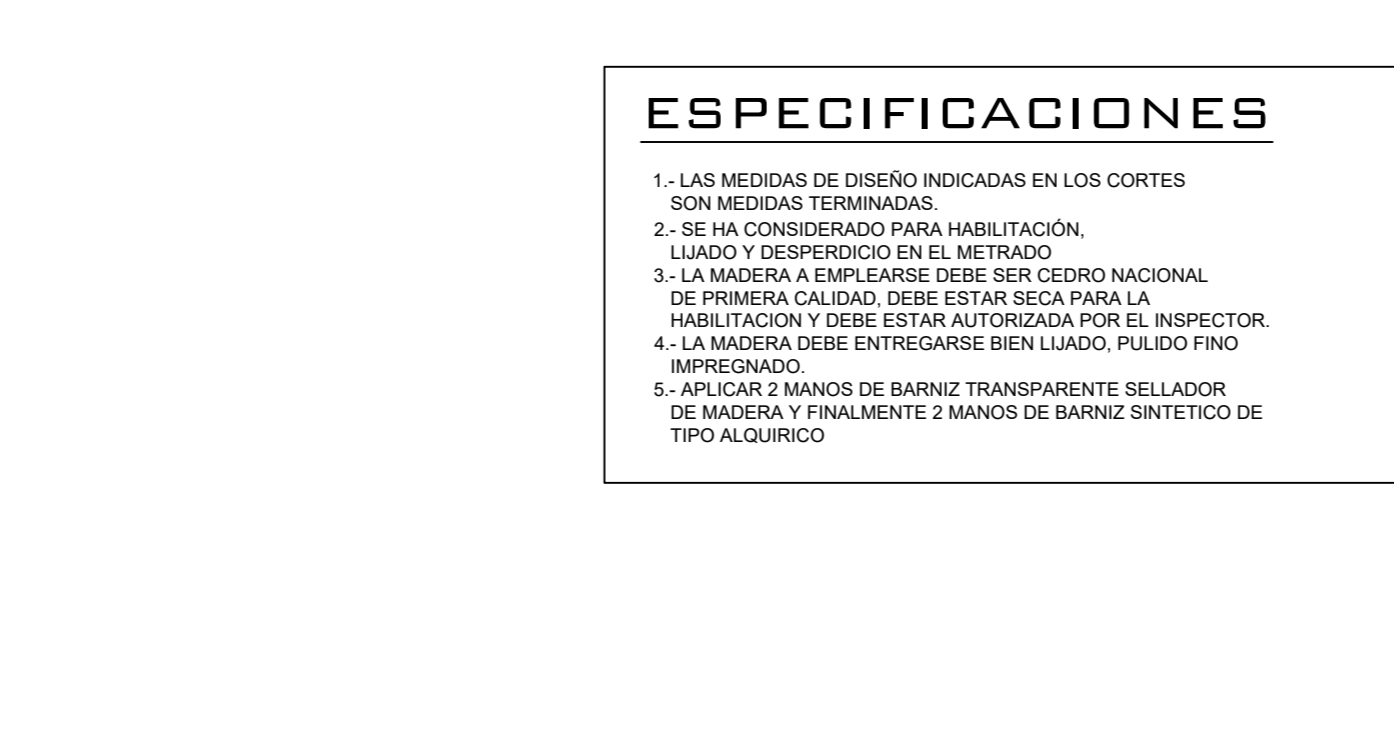 ESPECIFICACIONES
1.- LAS MEDIDAS DE DISEÑO INDICADAS EN LOS CORTES
SON MEDIDAS TERMINADAS.
2.- SE HA CONSIDERADO PARA HABILITACIÓN,
LIJADO Y DESPERDICIO EN EL METRADO
3.- LA MADERA A EMPLEARSE DEBE SER CEDRO NACIONAL
DE PRIMERA CALIDAD, DEBE ESTAR SECA PARA LA
HABILITACION Y DEBE ESTAR AUTORIZADA POR EL INSPECTOR.
4.- LA MADERA DEBE ENTREGARSE BIEN LIJADO, PULIDO FINO
IMPREGNADO.
5.- APLICAR 2 MANOS DE BARNIZ TRANSPARENTE SELLADOR
DE MADERA Y FINALMENTE 2 MANOS DE BARNIZ SINTETICO DE
TIPO ALQUIRICO